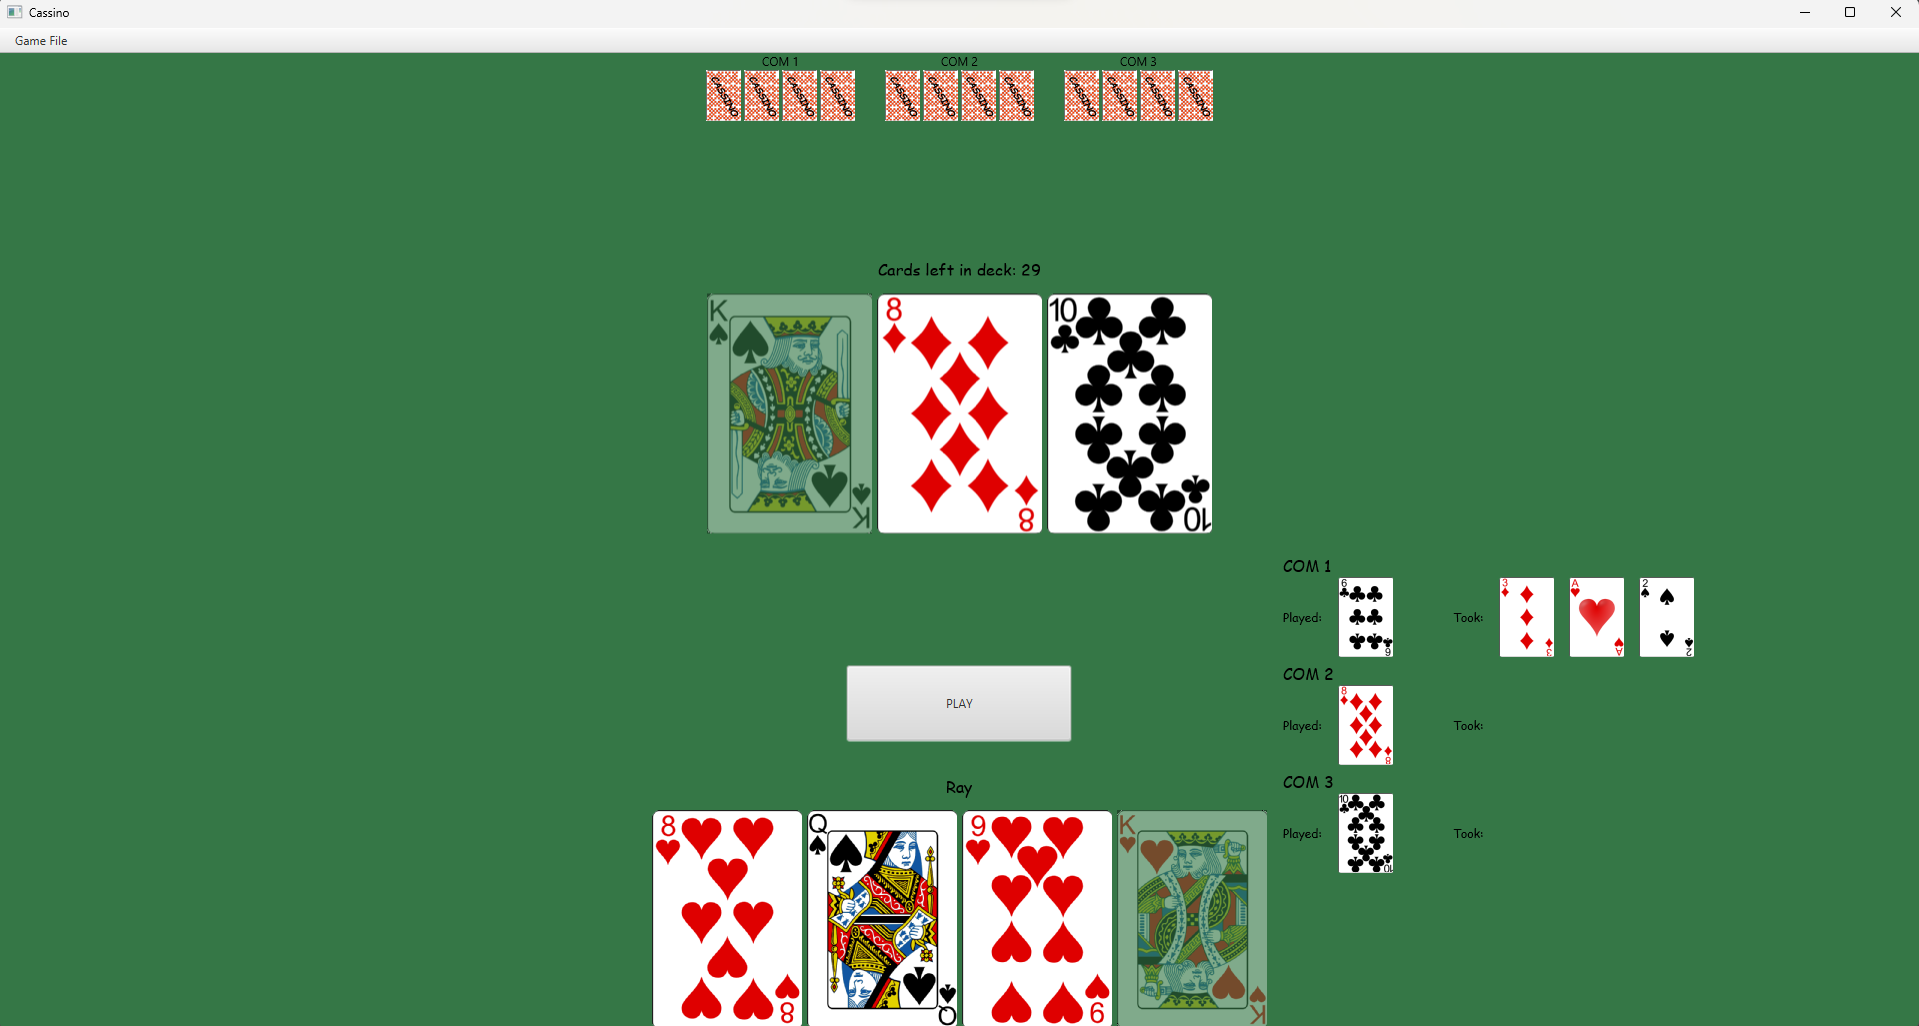 Cassino
Game File
COM 1 COM 2 COM 3
CASSINO CASSINO CASSINO CASSINO CASSINO CASSINO CASSINO CASSINO CASSINO CASSINO CASSINO CASSINO
Cards left in deck: 29
K 8 10
K 8 10
COM 1
6 3 A 2
Played: Took:
6 3 A 2
COM 2
8
Played: Took:
8
PLAY
COM 3
10
Played: Took:
10
Ray
8 Q 9 K
8 Q 9 K